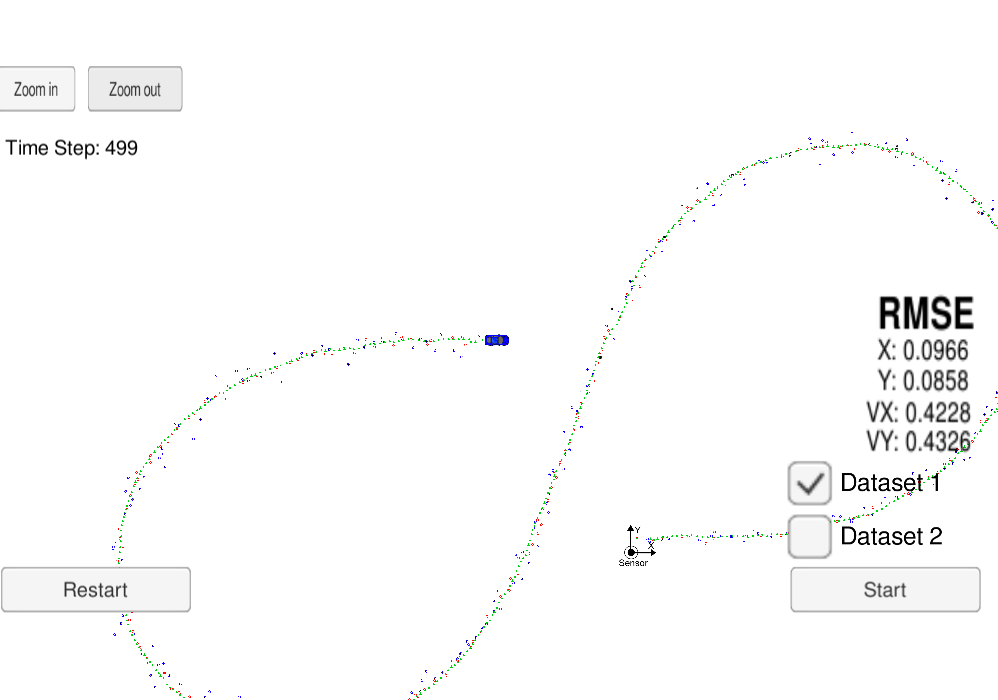 Zoom in
Zoom out
Time Step: 499
RMSE
X: 0.0966
Y: 0.0858
VX: 0.4228
VY: 0.4326
Dataset 1
Dataset 2
Y
X
Sensor
Restart
Start